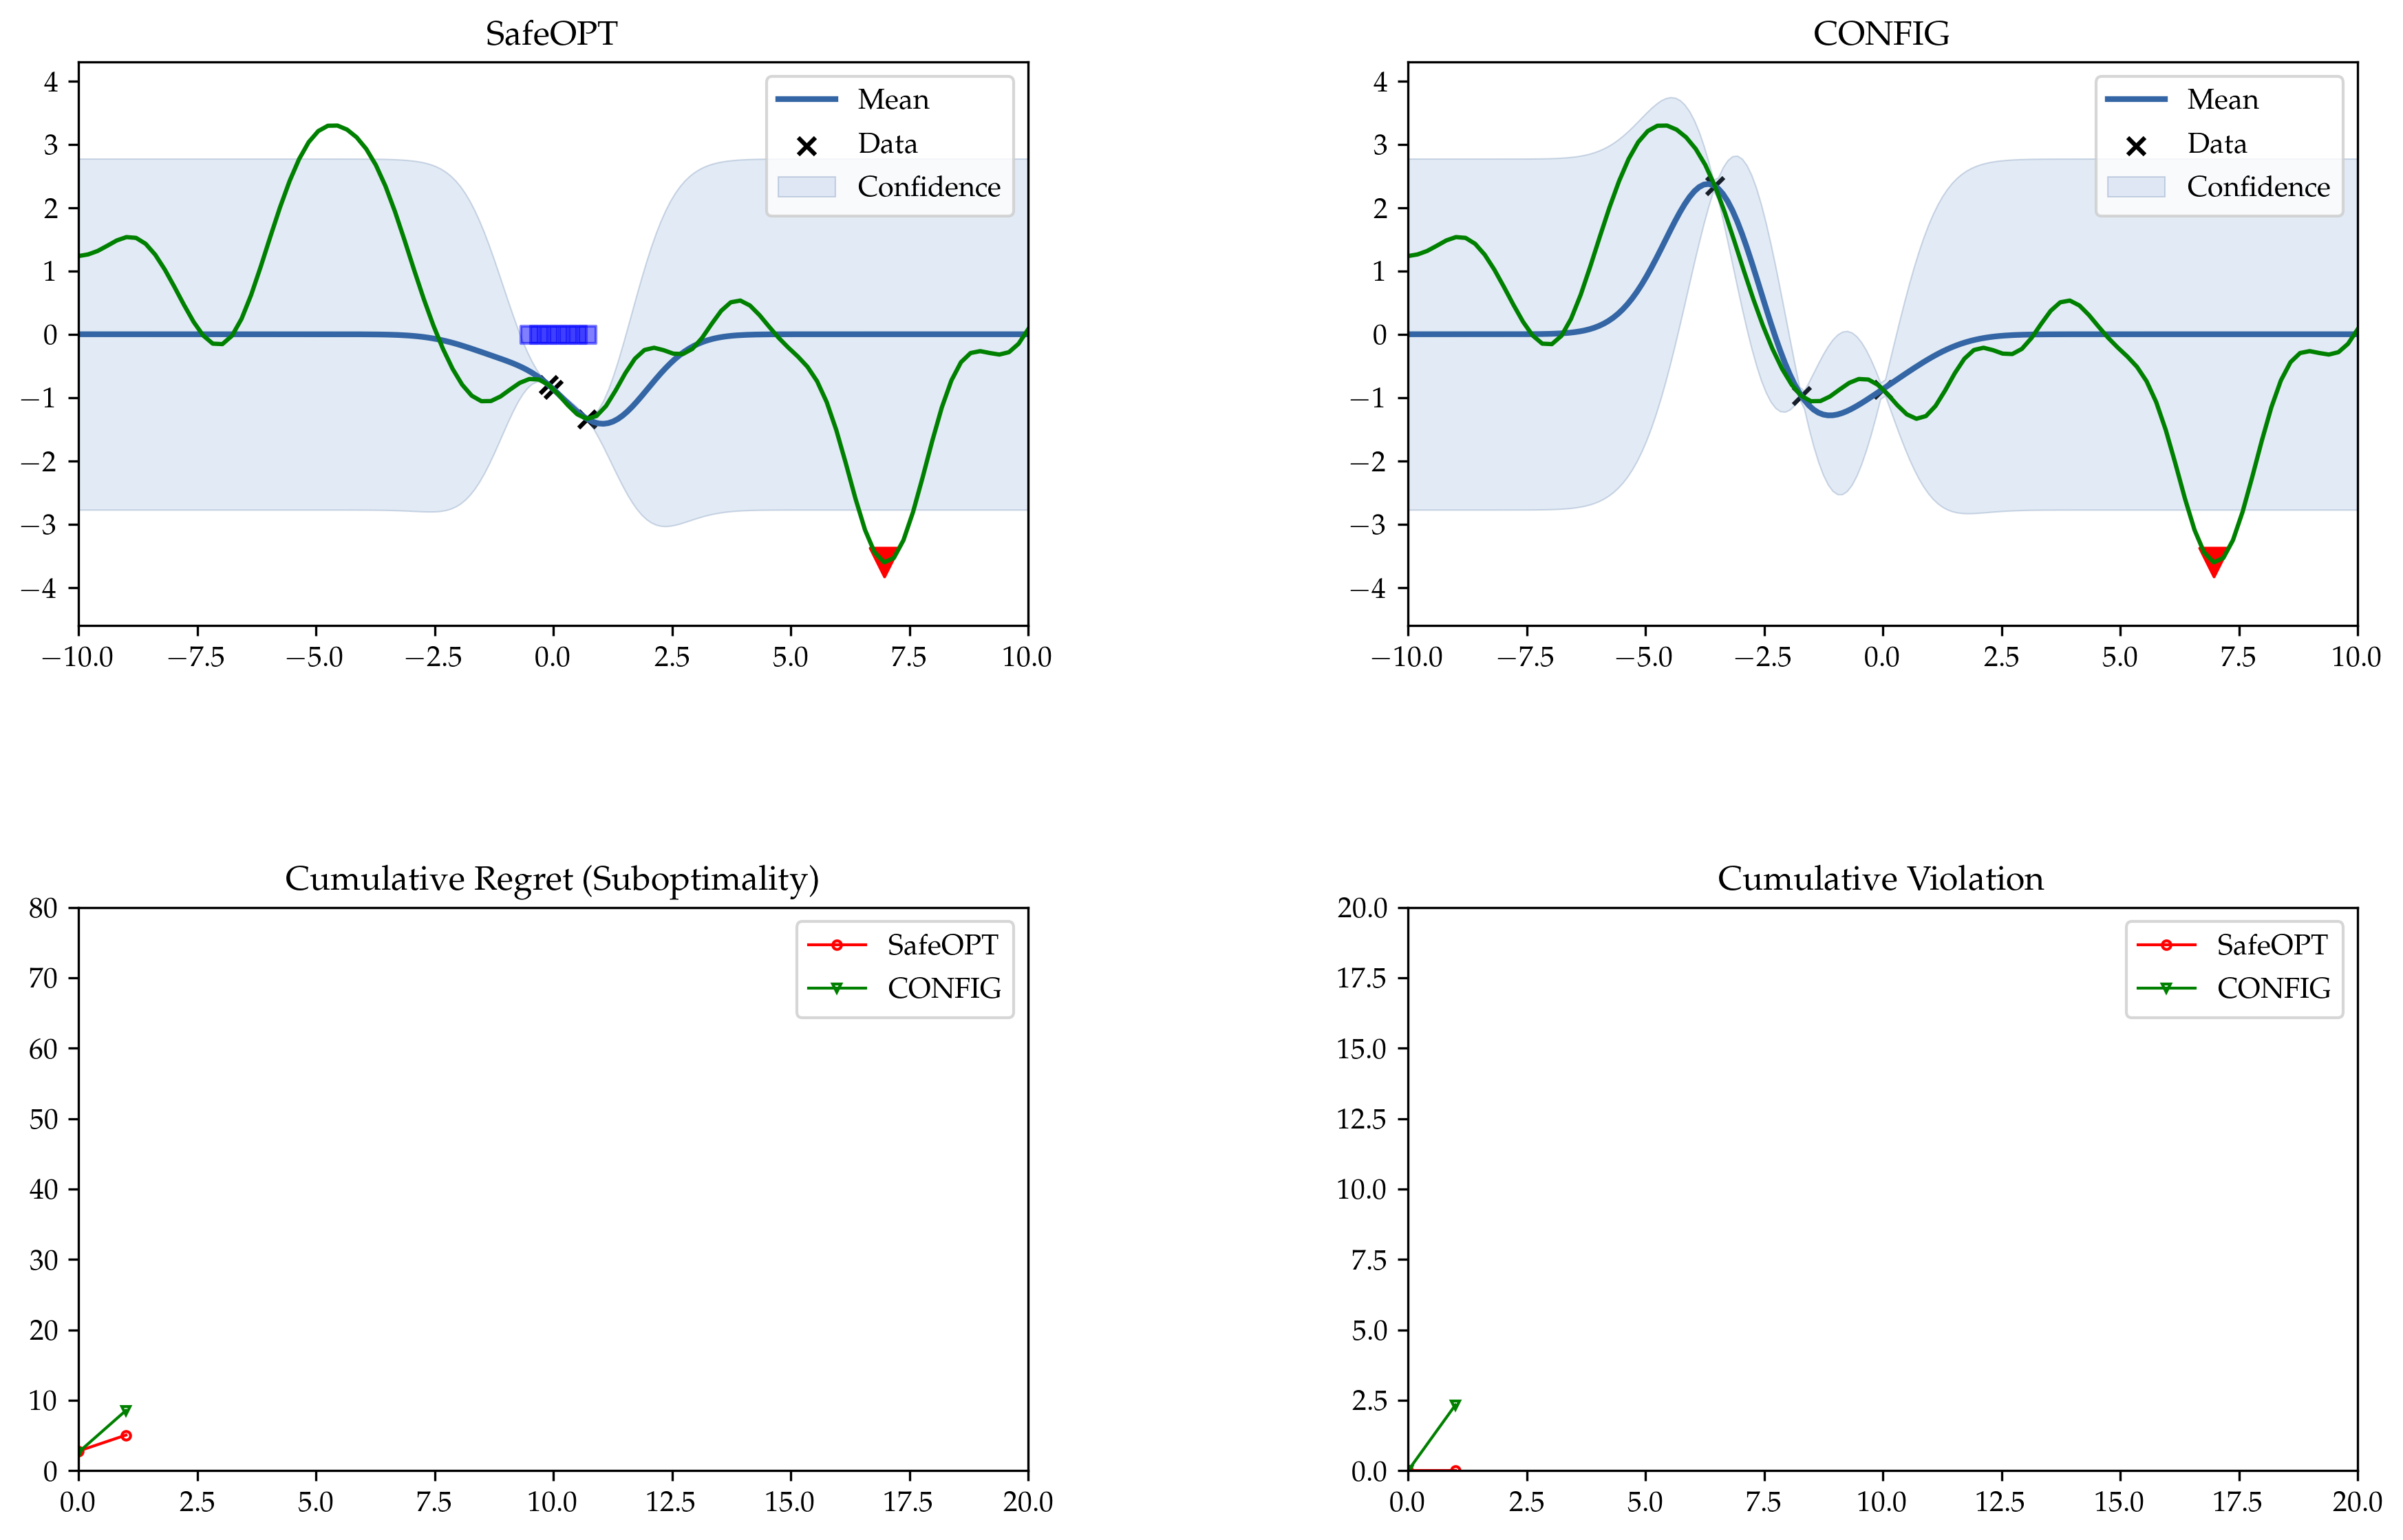 SafeOPT
4
3
2
1
0
−1
−2
−3
−4
Mean
Data
Confidence
−10.0 −7.5 −5.0 −2.5 0.0 2.5 5.0 7.5 10.0
CONFIG
4
3
2
1
0
−1
−2
−3
−4
Mean
Data
Confidence
−10.0 −7.5 −5.0 −2.5 0.0 2.5 5.0 7.5 10.0
Cumulative Regret (Suboptimality)
80
70
60
50
40
30
20
10
0
SafeOPT
CONFIG
0.0 2.5 5.0 7.5 10.0 12.5 15.0 17.5 20.0
Cumulative Violation
20.0
17.5
15.0
12.5
10.0
7.5
5.0
2.5
0.0
SafeOPT
CONFIG
0.0 2.5 5.0 7.5 10.0 12.5 15.0 17.5 20.0